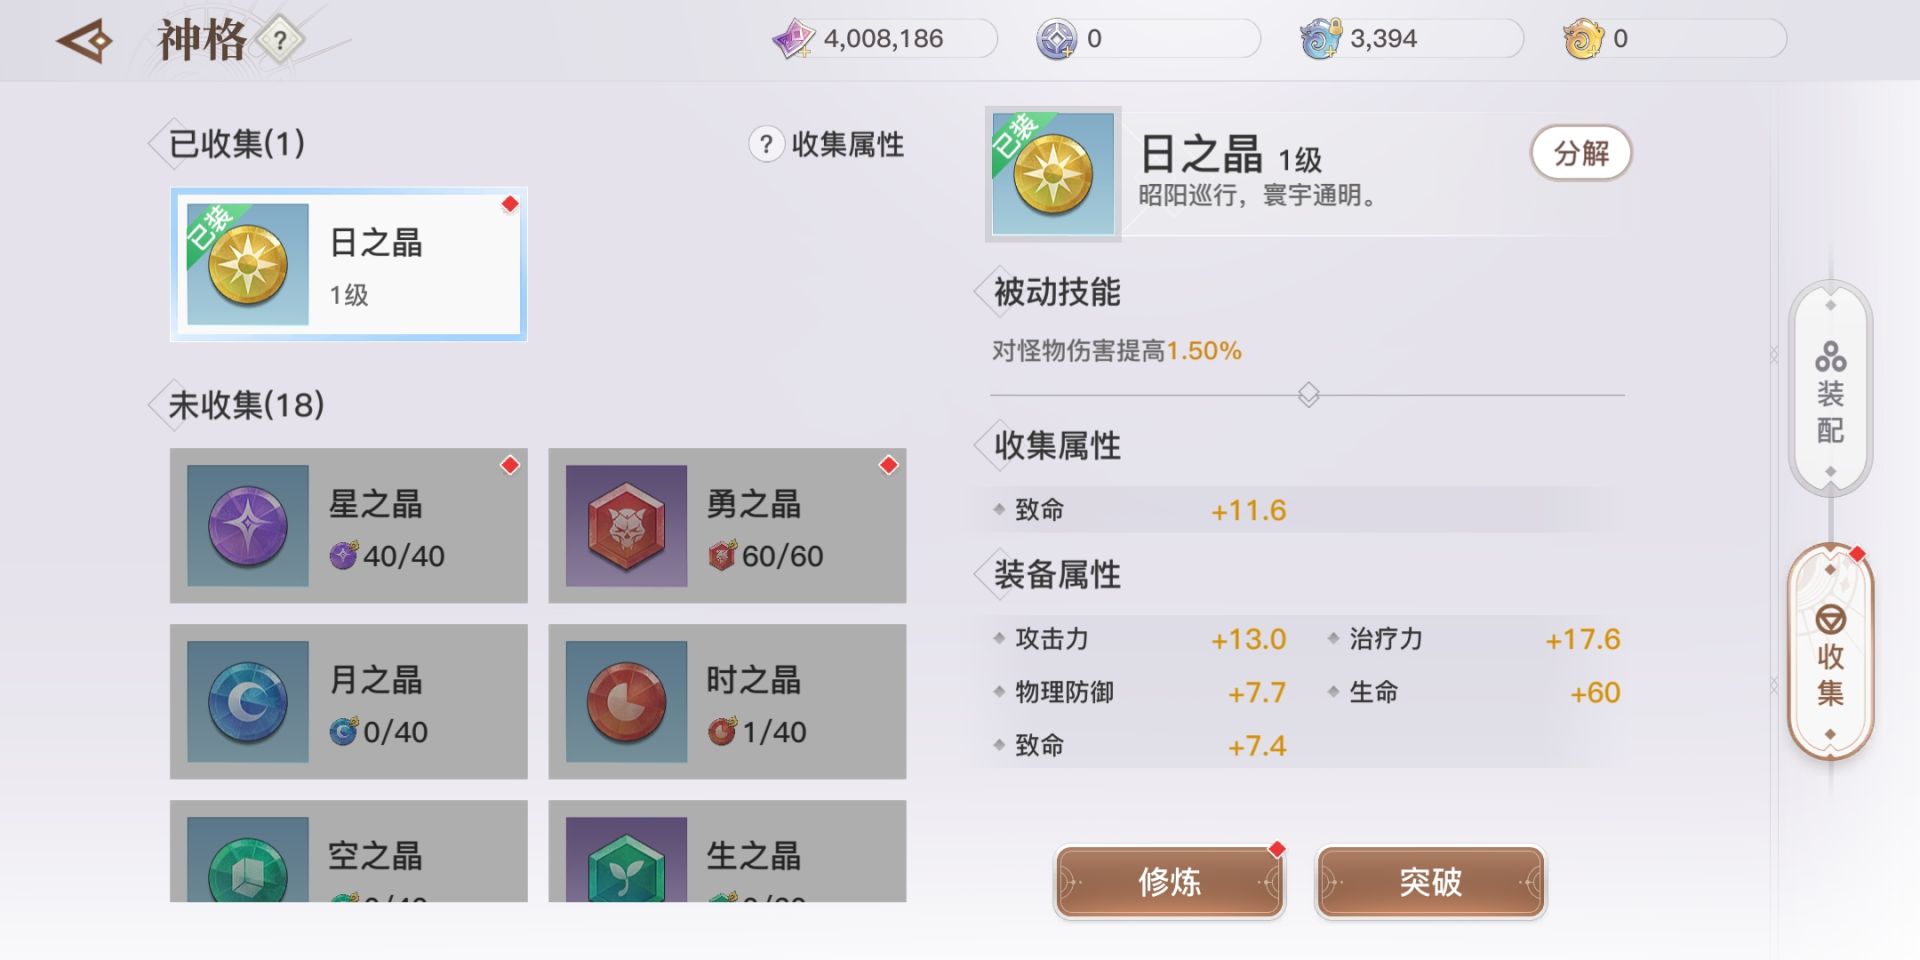 神格 ?
4,008,186
0
3,394
0
已收集(1)
? 收集属性
已装
日之晶
1级
未收集(18)
星之晶
40/40
勇之晶
60/60
月之晶
0/40
时之晶
1/40
空之晶
生之晶
已装
日之晶 1级
昭阳巡行，寰宇通明。
分解
被动技能
对怪物伤害提高1.50%
收集属性
致命 +11.6
装备属性
攻击力 +13.0 治疗力 +17.6
物理防御 +7.7 生命 +60
致命 +7.4
修炼
突破
装配
收集